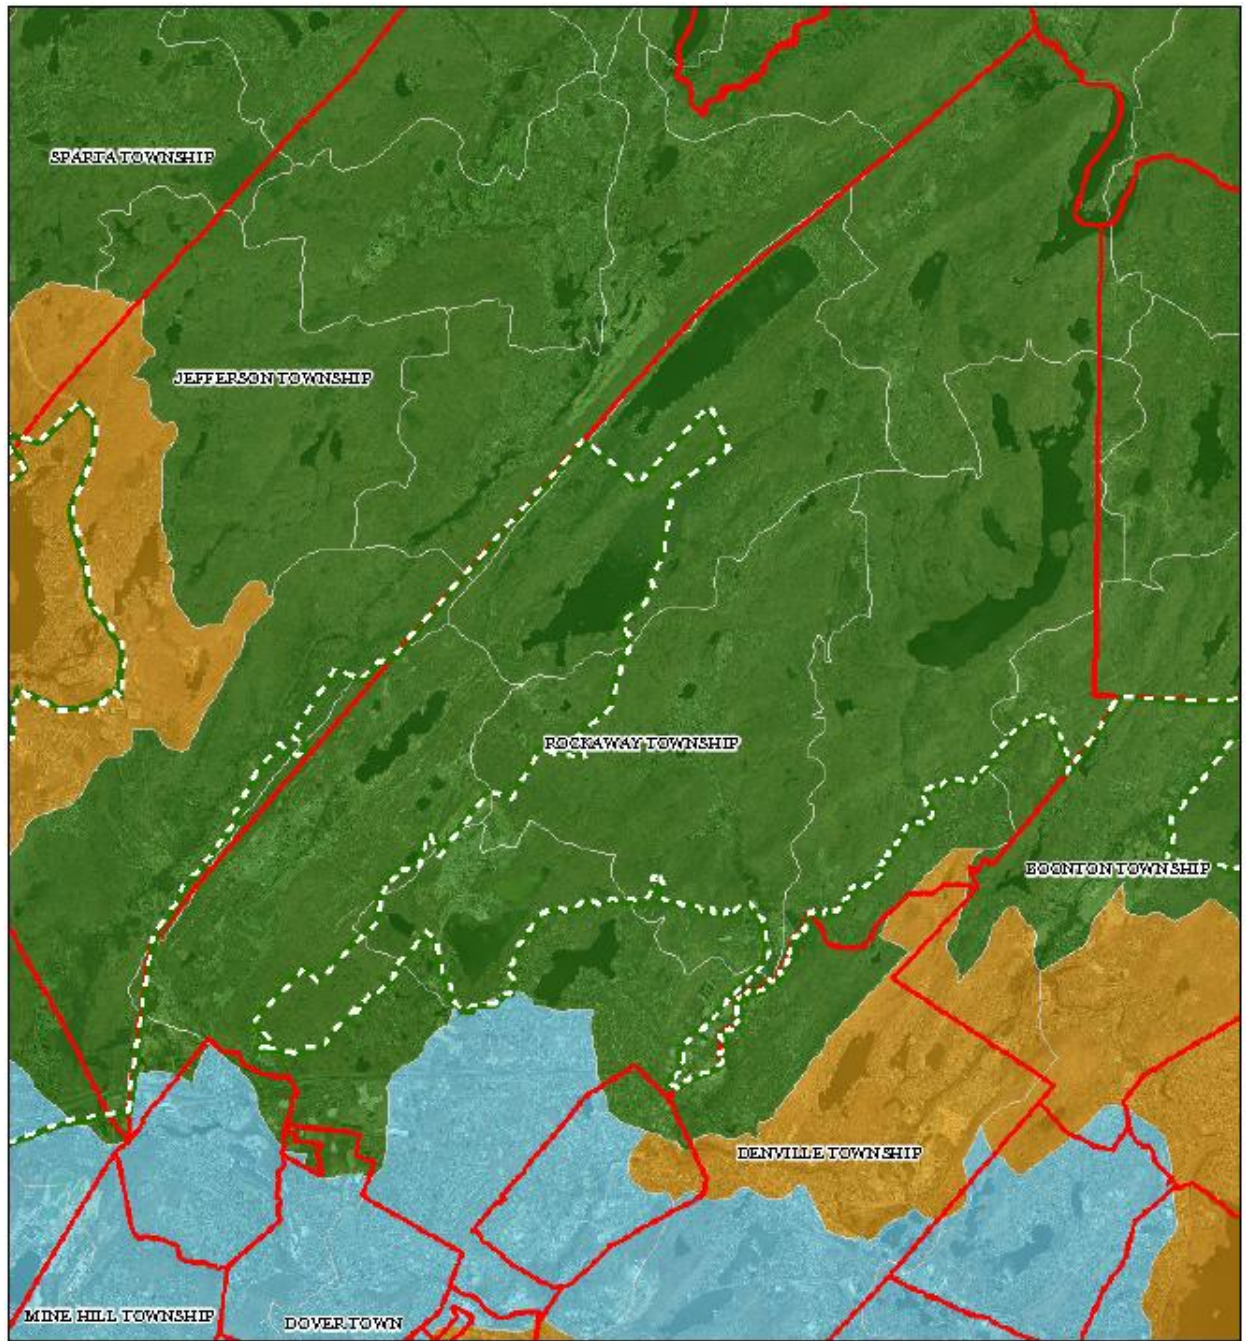 SPARTA TOWNSHIP
JEFFERSON TOWNSHIP
ROCKAWAY TOWNSHIP
BOONTON TOWNSHIP
DENVILLE TOWNSHIP
MINE HILL TOWNSHIP
DOVER TOWN